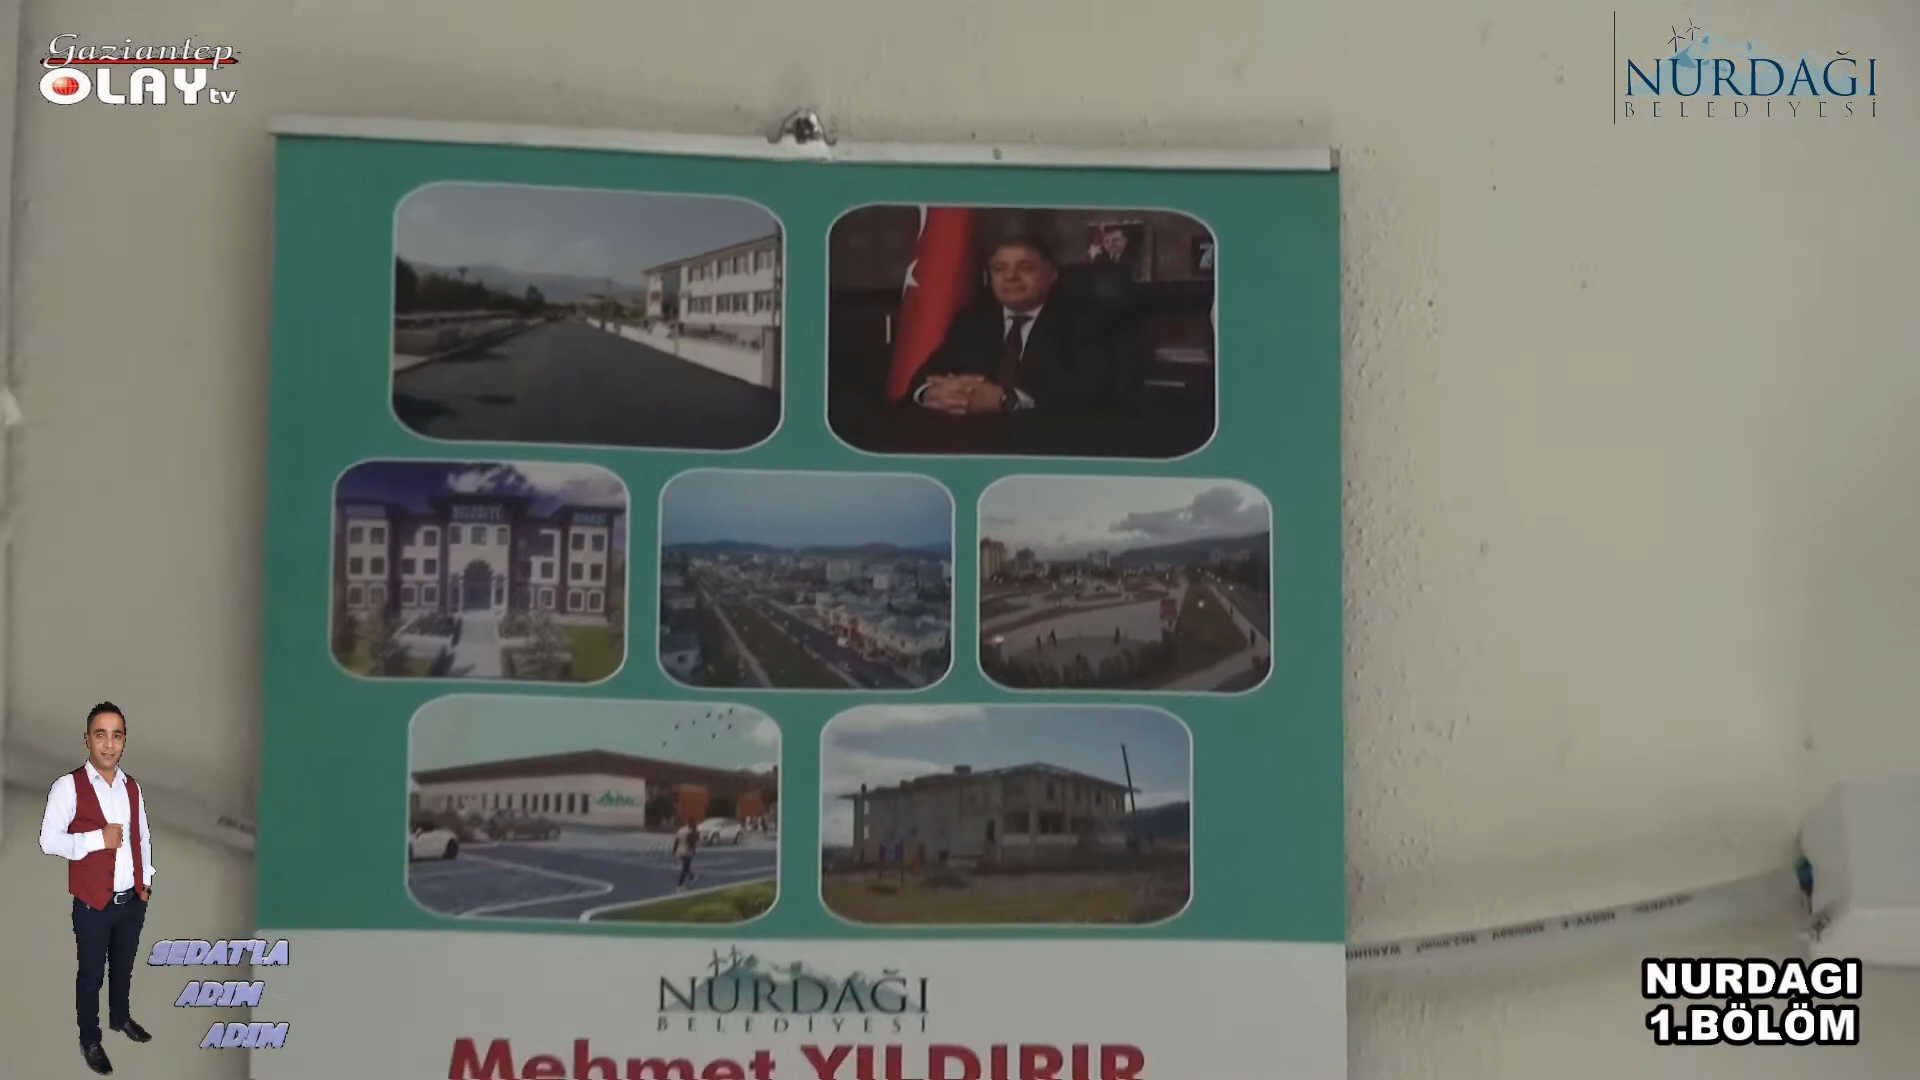 Gaziantep
OLAY tv
NURDAĞI
BELEDİYESİ
NURDAĞI
BELEDİYESİ
Mehmet YILDIRIR
SEDAT'LA
ADIM
ADIM
NURDAGI
1.BÖLÖM